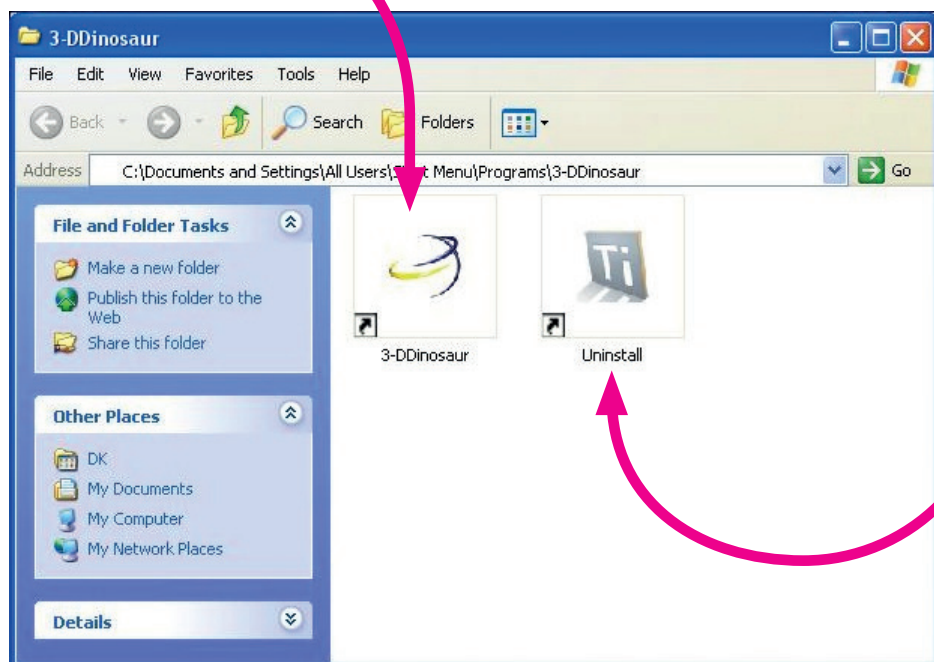 3-DDinosaur
File Edit View Favorites Tools Help
Back Search Folders
Address C:\Documents and Settings\All Users\Start Menu\Programs\3-DDinosaur Go
File and Folder Tasks
Make a new folder
Publish this folder to the
Web
Share this folder
Ti
3-DDinosaur Uninstall
Other Places
DK
My Documents
My Computer
My Network Places
Details